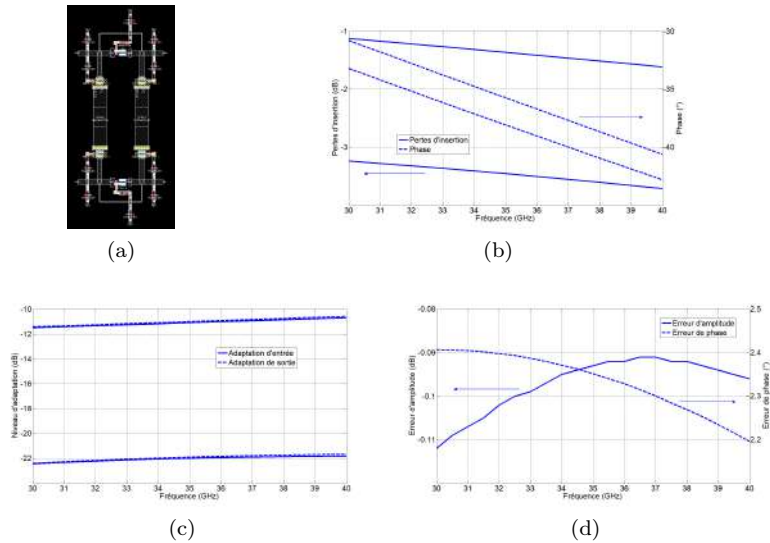 -1
-2
-3
Pertes d'insertion (dB)
-30
-35
-40
Phase (°)
Pertes d'insertion
Phase
30 31 32 33 34 35 36 37 38 39 40
Fréquence (GHz)
(a)
(b)
-10
-12
-14
-16
-18
-20
-22
Niveau d'adaptation (dB)
Adaptation d'entrée
Adaptation de sortie
30 31 32 33 34 35 36 37 38 39 40
Fréquence (GHz)
-0.08
-0.09
-0.1
-0.11
Erreur d'amplitude (dB)
2.5
2.4
2.3
2.2
Erreur de phase (°)
Erreur d'amplitude
Erreur de phase
30 31 32 33 34 35 36 37 38 39 40
Fréquence (GHz)
(c)
(d)